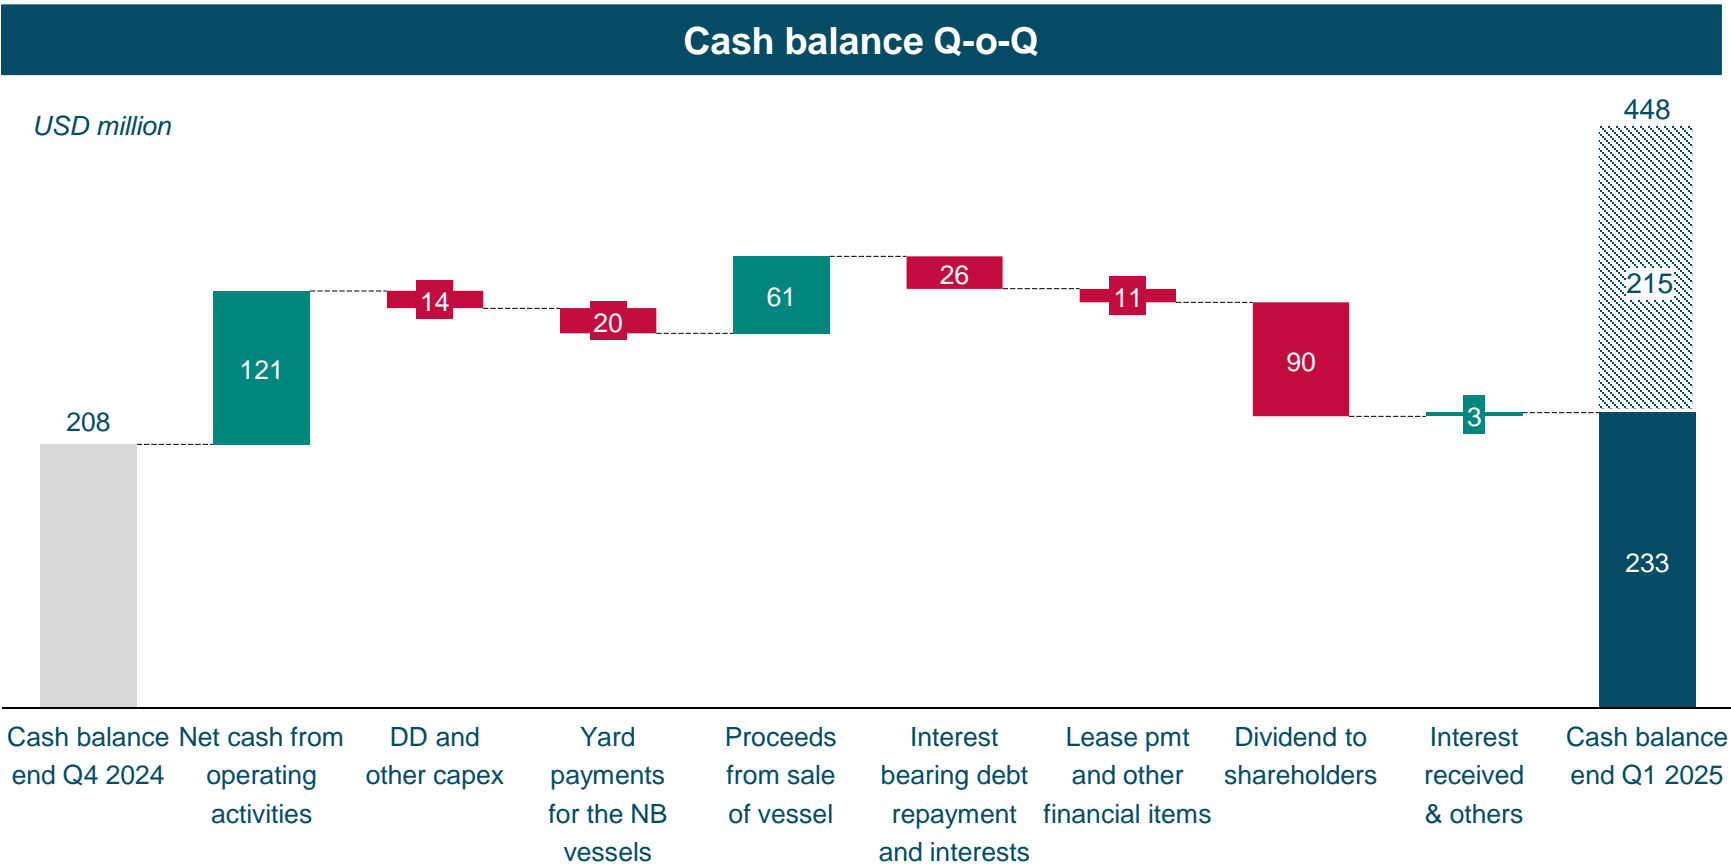 Cash balance Q-o-Q
USD million
448
215
233
208
121
14
20
61
26
11
90
3
Cash balance
end Q4 2024
Net cash from
operating
activities
DD and
other capex
Yard
payments
for the NB
vessels
Proceeds
from sale
of vessel
Interest
bearing debt
repayment
and interests
Lease pmt
and other
financial items
Dividend to
shareholders
Interest
received
& others
Cash balance
end Q1 2025